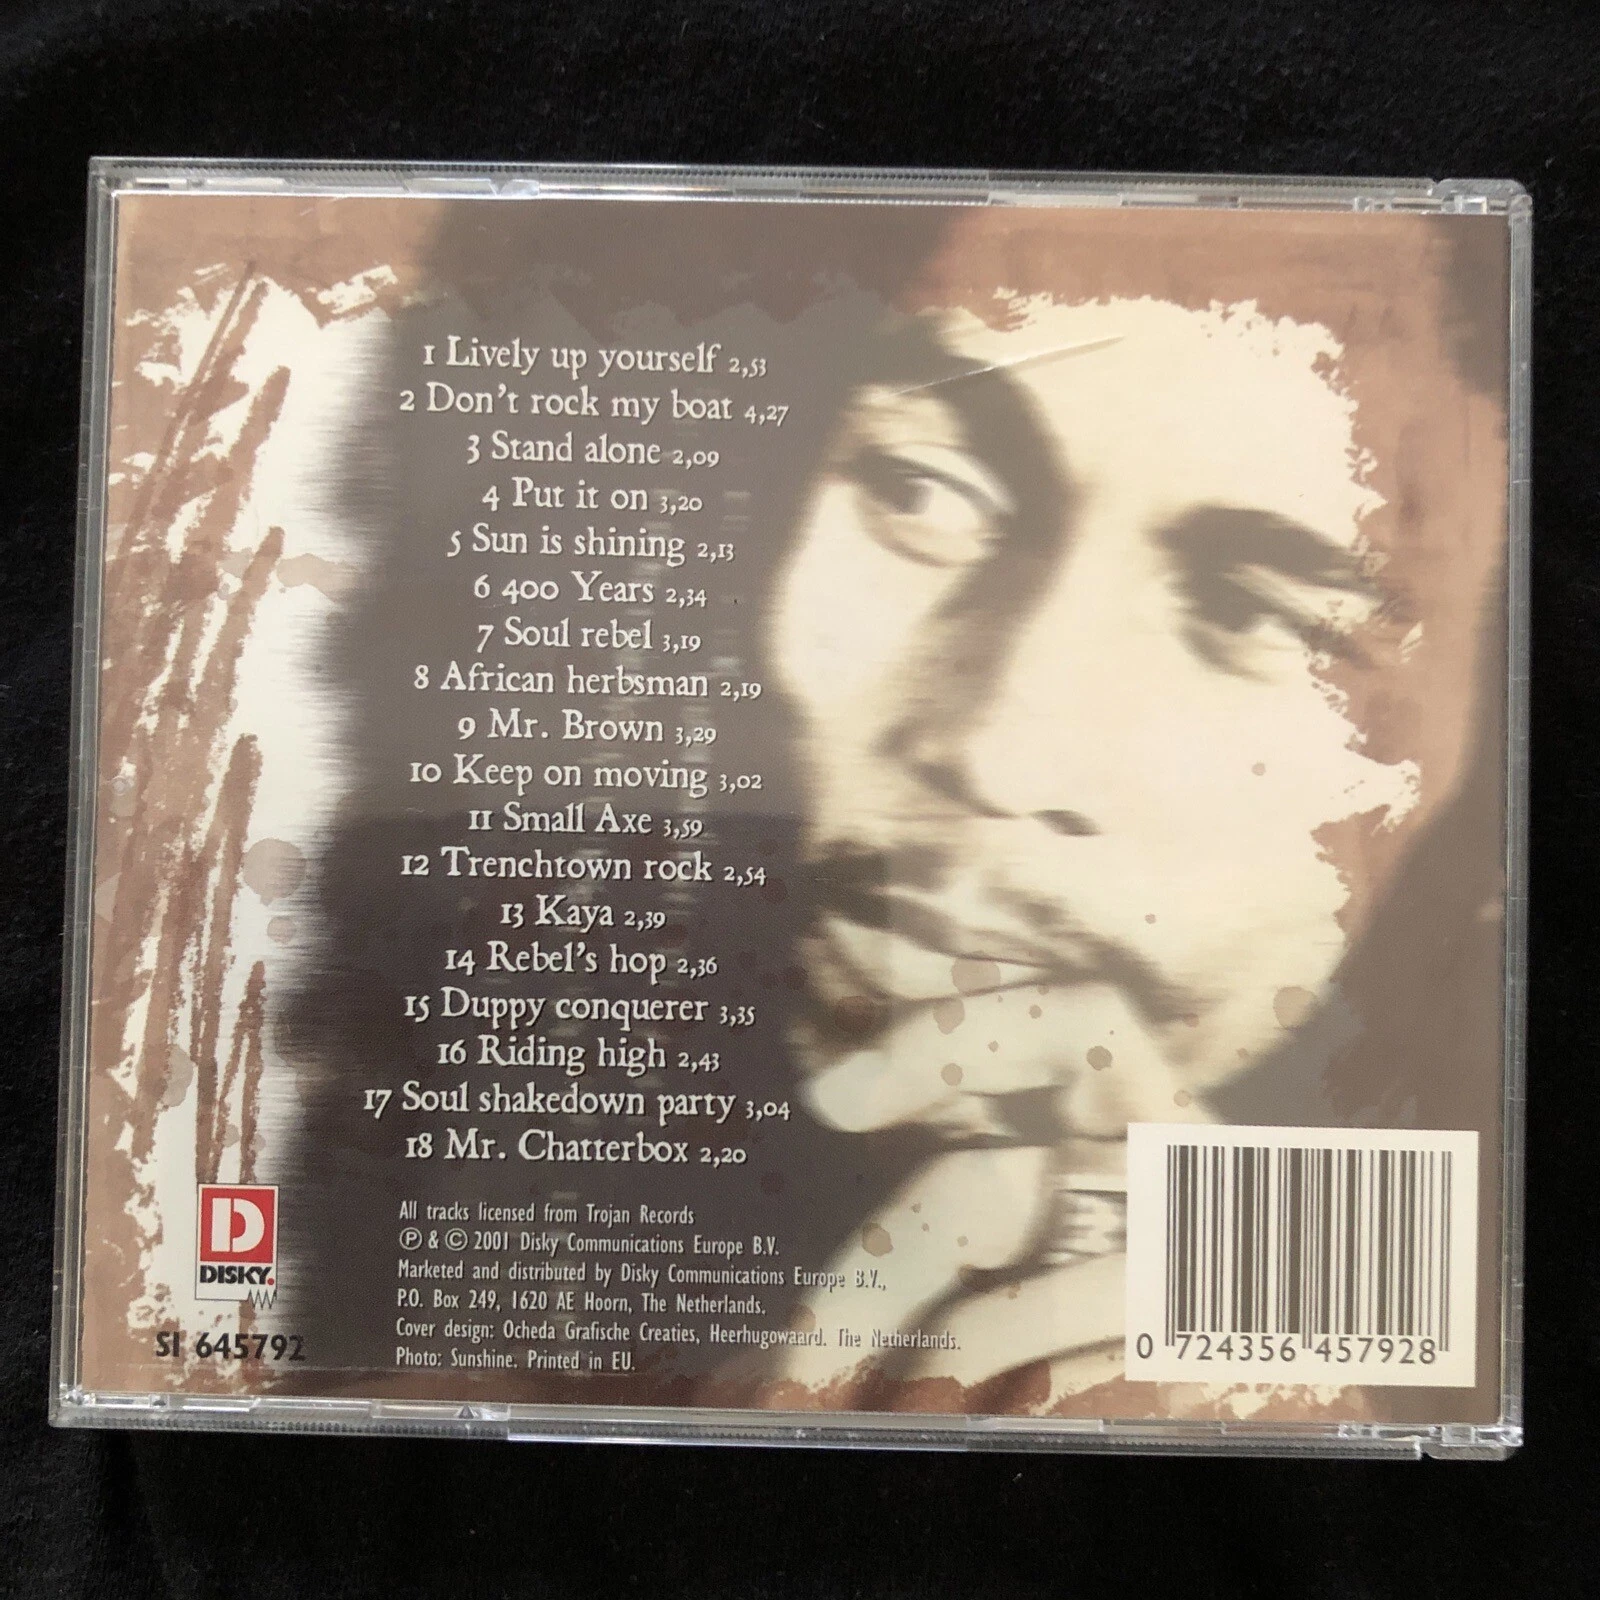 1 Lively up yourself 2,53
2 Don't rock my boat 4,27
3 Stand alone 2,09
4 Put it on 3,20
5 Sun is shining 2,13
6 400 Years 2,34
7 Soul rebel 3,19
8 African herbsman 2,19
9 Mr. Brown 3,29
10 Keep on moving 3,02
11 Small Axe 3,59
12 Trenchtown rock 2,54
13 Kaya 2,39
14 Rebel's hop 2,36
15 Duppy conquerer 3,35
16 Riding high 2,43
17 Soul shakedown party 3,04
18 Mr. Chatterbox 2,20
All tracks licensed from Trojan Records
℗ & © 2001 Disky Communications Europe B.V.
Marketed and distributed by Disky Communications Europe B.V.,
P.O. Box 249, 1620 AE Hoorn, The Netherlands.
Cover design: Ocheda Grafische Creaties, Heerhugowaard. The Netherlands.
Photo: Sunshine. Printed in EU.
D
DISKY.
SI 645792
0 724356 457928